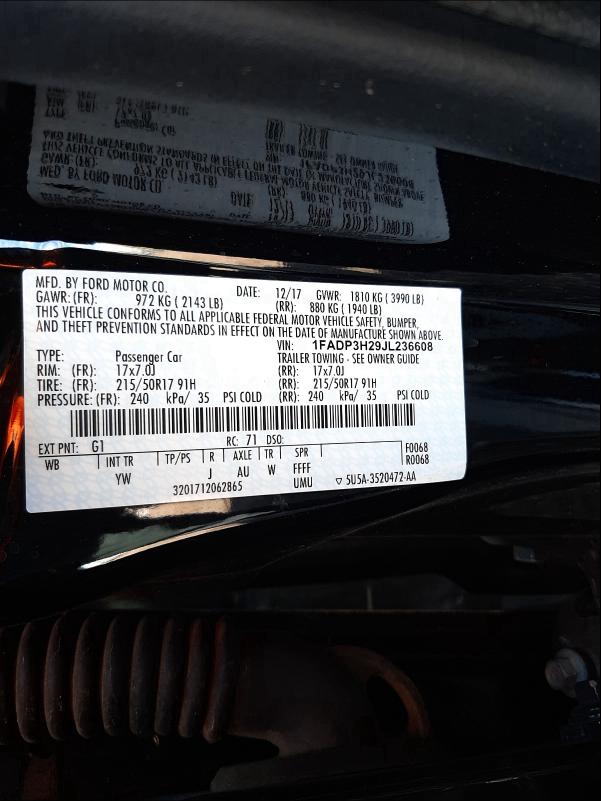 MFD. BY FORD MOTOR CO. DATE: 12/17 GVWR: 1810 KG ( 3990 LB)
GAWR: (FR): 972 KG ( 2143 LB) (RR): 880 KG ( 1940 LB)
THIS VEHICLE CONFORMS TO ALL APPLICABLE FEDERAL MOTOR VEHICLE SAFETY, BUMPER,
AND THEFT PREVENTION STANDARDS IN EFFECT ON THE DATE OF MANUFACTURE SHOWN ABOVE.
VIN: 1FADP3H29JL236608
TYPE: Passenger Car TRAILER TOWING - SEE OWNER GUIDE
RIM: (FR): 17x7.0J (RR): 17x7.0J
TIRE: (FR): 215/50R17 91H (RR): 215/50R17 91H
PRESSURE: (FR): 240 kPa/ 35 PSI COLD (RR): 240 kPa/ 35 PSI COLD
EXT PNT: G1 RC: 71 DSO: F0068
WB INT TR TP/PS R AXLE TR SPR R0068
YW J AU W FFFF
UMU
3201712062865 ▽ 5U5A-3520472-AA